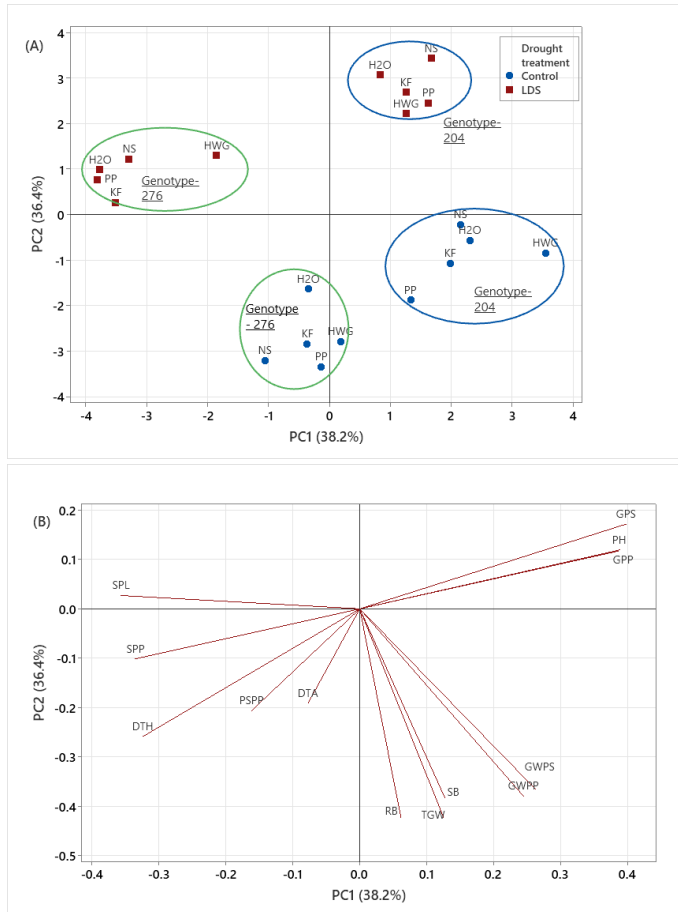 (A)
Drought
treatment
Control
LDS
NS
H2O
KF
PP
HWG
Genotype-
204
NS
HWG
H2O
PP
KF
Genotype-
276
NS
H2O
HWG
KF
PP
Genotype-
204
H2O
Genotype
- 276
KF
HWG
NS
PP
4
3
2
1
0
-1
-2
-3
-4
PC2 (36.4%)
-4
-3
-2
-1
0
1
2
3
4
PC1 (38.2%)
(B)
GPS
PH
GPP
SPL
SPP
PSPP
DTA
DTH
GWPS
GWPP
SB
RB
TGW
0.2
0.1
0.0
-0.1
-0.2
-0.3
-0.4
-0.5
PC2 (36.4%)
-0.4
-0.3
-0.2
-0.1
0.0
0.1
0.2
0.3
0.4
PC1 (38.2%)